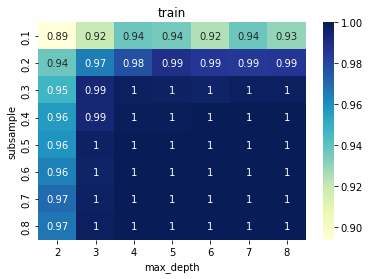 train
0.1 0.89 0.92 0.94 0.94 0.92 0.94 0.93
0.2 0.94 0.97 0.98 0.99 0.99 0.99 0.99
0.3 0.95 0.99 1 1 1 1 1
0.4 0.96 0.99 1 1 1 1 1
0.5 0.96 1 1 1 1 1 1
0.6 0.96 1 1 1 1 1 1
0.7 0.97 1 1 1 1 1 1
0.8 0.97 1 1 1 1 1 1
2 3 4 5 6 7 8
max_depth
subsample
1.00
0.98
0.96
0.94
0.92
0.90